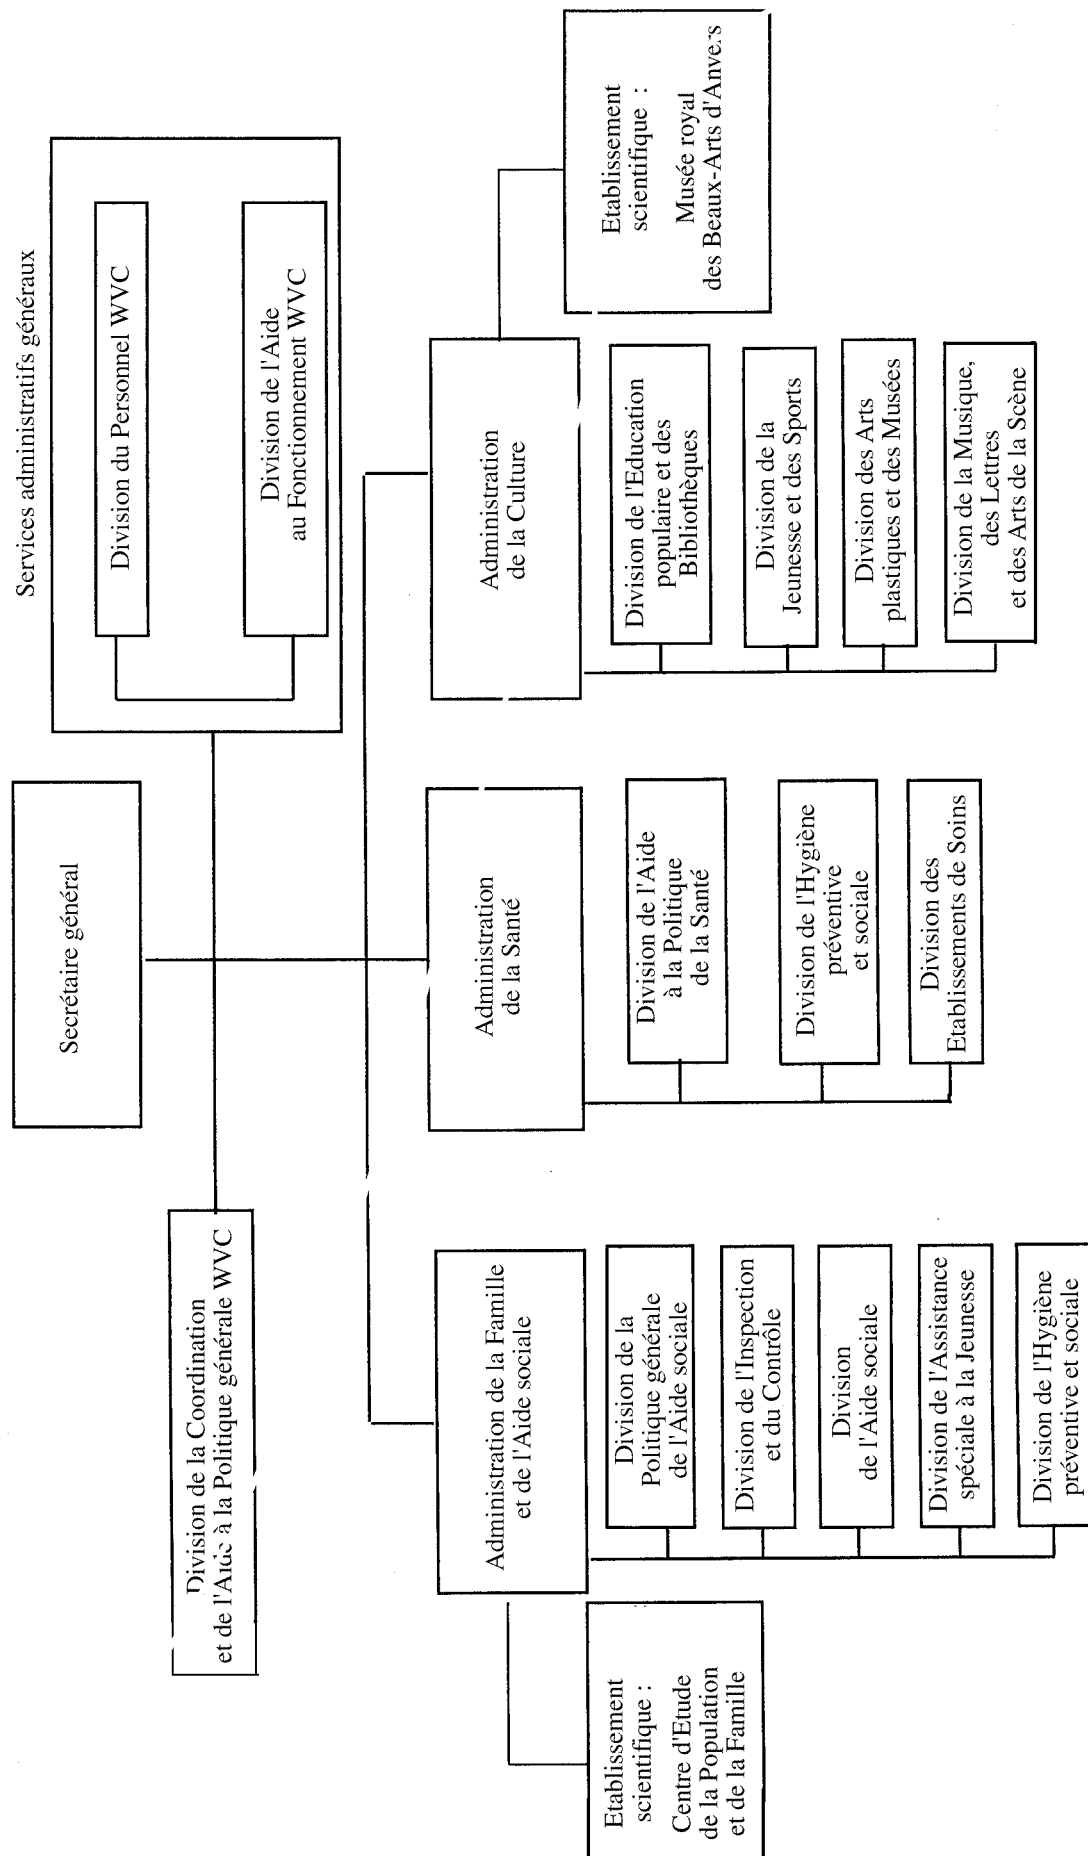 Secrétaire général
Services administratifs généraux
Division du Personnel WVC
Division de l'Aide
au Fonctionnement WVC
Division de la Coordination
et de l'Aide à la Politique générale WVC
Administration de la Famille
et de l'Aide sociale
Etablissement
scientifique :
Centre d'Etude
de la Population
et de la Famille
Division de la
Politique générale
de l'Aide sociale
Division de l'Inspection
et du Contrôle
Division
de l'Aide sociale
Division de l'Assistance
spéciale à la Jeunesse
Division de l'Hygiène
préventive et sociale
Administration
de la Santé
Division de l'Aide
à la Politique
de la Santé
Division de l'Hygiène
préventive
et sociale
Division des
Etablissements de Soins
Administration
de la Culture
Division de l'Education
populaire et des
Bibliothèques
Division de la
Jeunesse et des Sports
Division des Arts
plastiques et des Musées
Division de la Musique,
des Lettres
et des Arts de la Scène
Etablissement
scientifique :
Musée royal
des Beaux-Arts d'Anvers